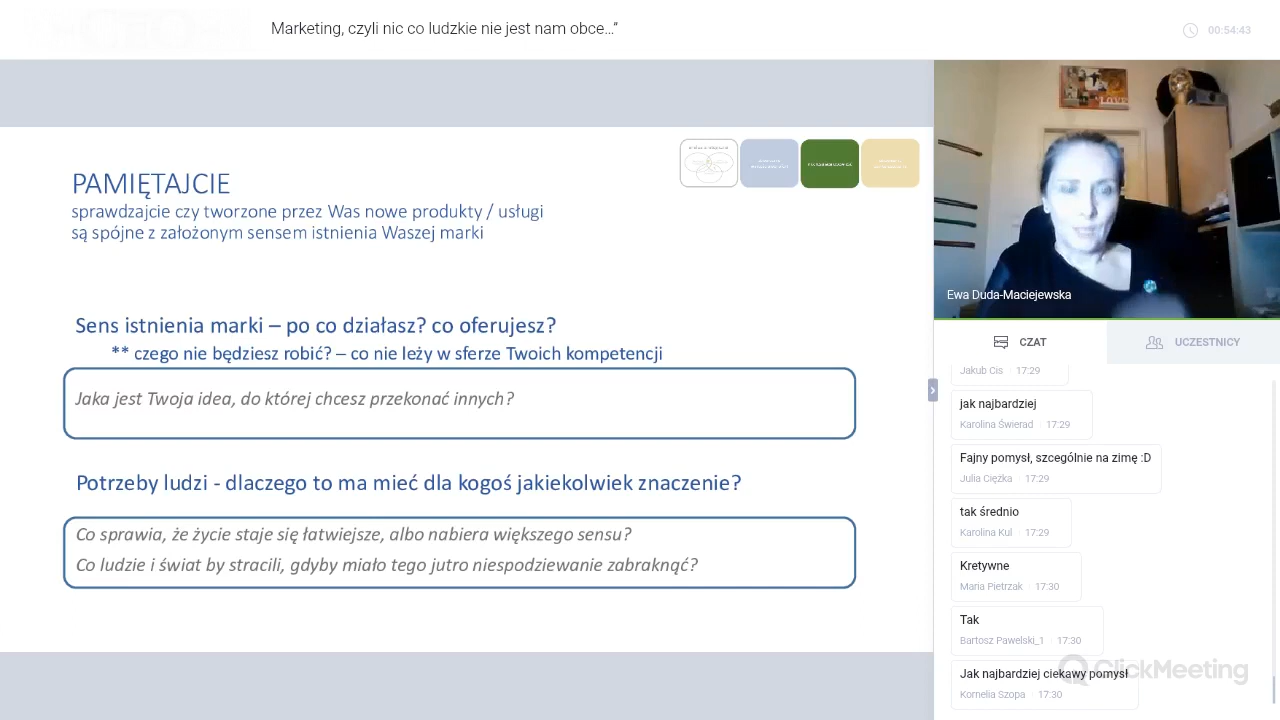 Marketing, czyli nic co ludzkie nie jest nam obce..."
00:54:43
PAMIĘTAJCIE
sprawdzajcie czy tworzone przez Was nowe produkty / usługi
są spójne z założonym sensem istnienia Waszej marki
Sens istnienia marki – po co działasz? co oferujesz?
** czego nie będziesz robić? – co nie leży w sferze Twoich kompetencji
Jaka jest Twoja idea, do której chcesz przekonać innych?
Potrzeby ludzi - dlaczego to ma mieć dla kogoś jakiekolwiek znaczenie?
Co sprawia, że życie staje się łatwiejsze, albo nabiera większego sensu?
Co ludzie i świat by stracili, gdyby miało tego jutro niespodziewanie zabraknąć?
LOVE
Ewa Duda-Maciejewska
CZAT
UCZESTNICY
Jakub Cis 17:29
jak najbardziej
Karolina Świerad 17:29
Fajny pomysł, szcególnie na zimę :D
Julia Ciężka 17:29
tak średnio
Karolina Kul 17:29
Kretywne
Maria Pietrzak 17:30
Tak
Bartosz Pawelski_1 17:30
Jak najbardziej ciekawy pomysł
Kornelia Szopa 17:30
ClickMeeting